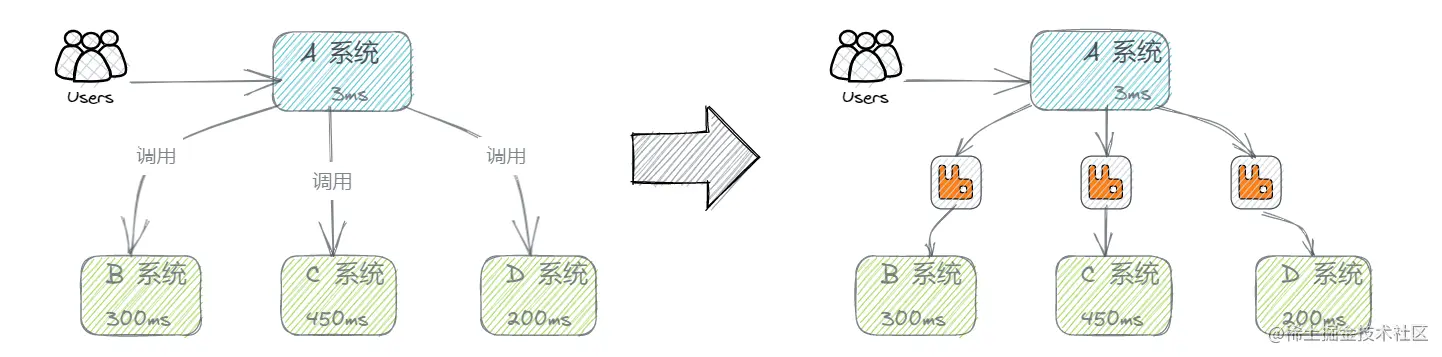 A 系统
3ms
Users
调用
调用
调用
B 系统
300ms
C 系统
450ms
D 系统
200ms
A 系统
3ms
Users
B 系统
300ms
C 系统
450ms
D 系统
200ms
@稀土掘金技术社区